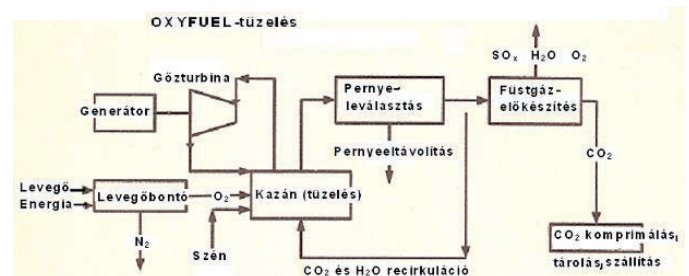 OXYFUEL-tüzelés
SOx H2O O2
Gőzturbina
Generátor
Pernye-
leválasztás
Füstgáz-
előkészítés
Pernyeeltávolítás
CO2
Levegő
Energia
Levegőbontó
O2
Kazán (tüzelés)
N2
Szén
CO2 és H2O recirkuláció
CO2 komprimálás,
tárolás, szállítás